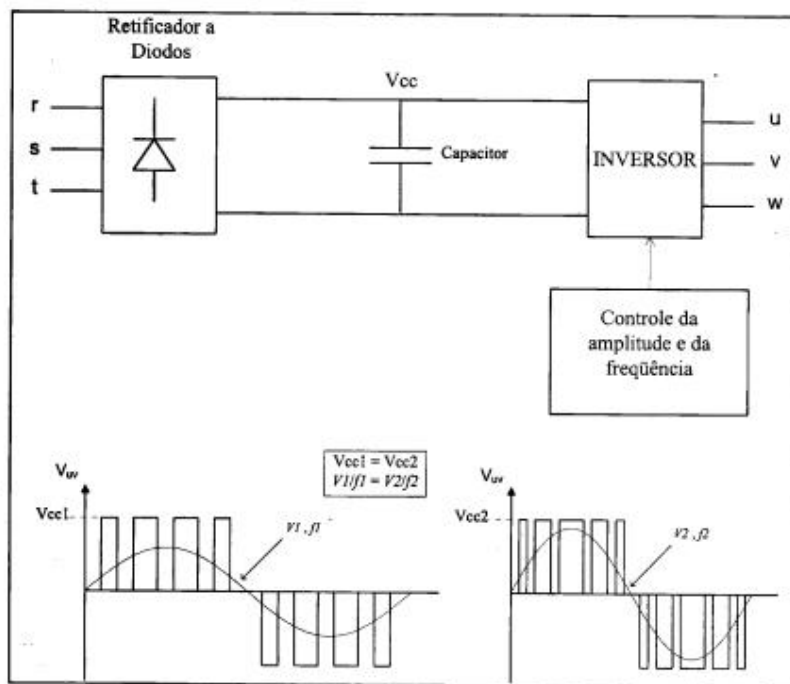 Retificador a
Diodos
Vcc
r
s
t
Capacitor
INVERSOR
u
v
w
Controle da
amplitude e da
freqüência
Vuv
Vcc1
V1, f1
Vcc1 = Vcc2
V1/f1 = V2/f2
Vuv
Vcc2
V2, f2